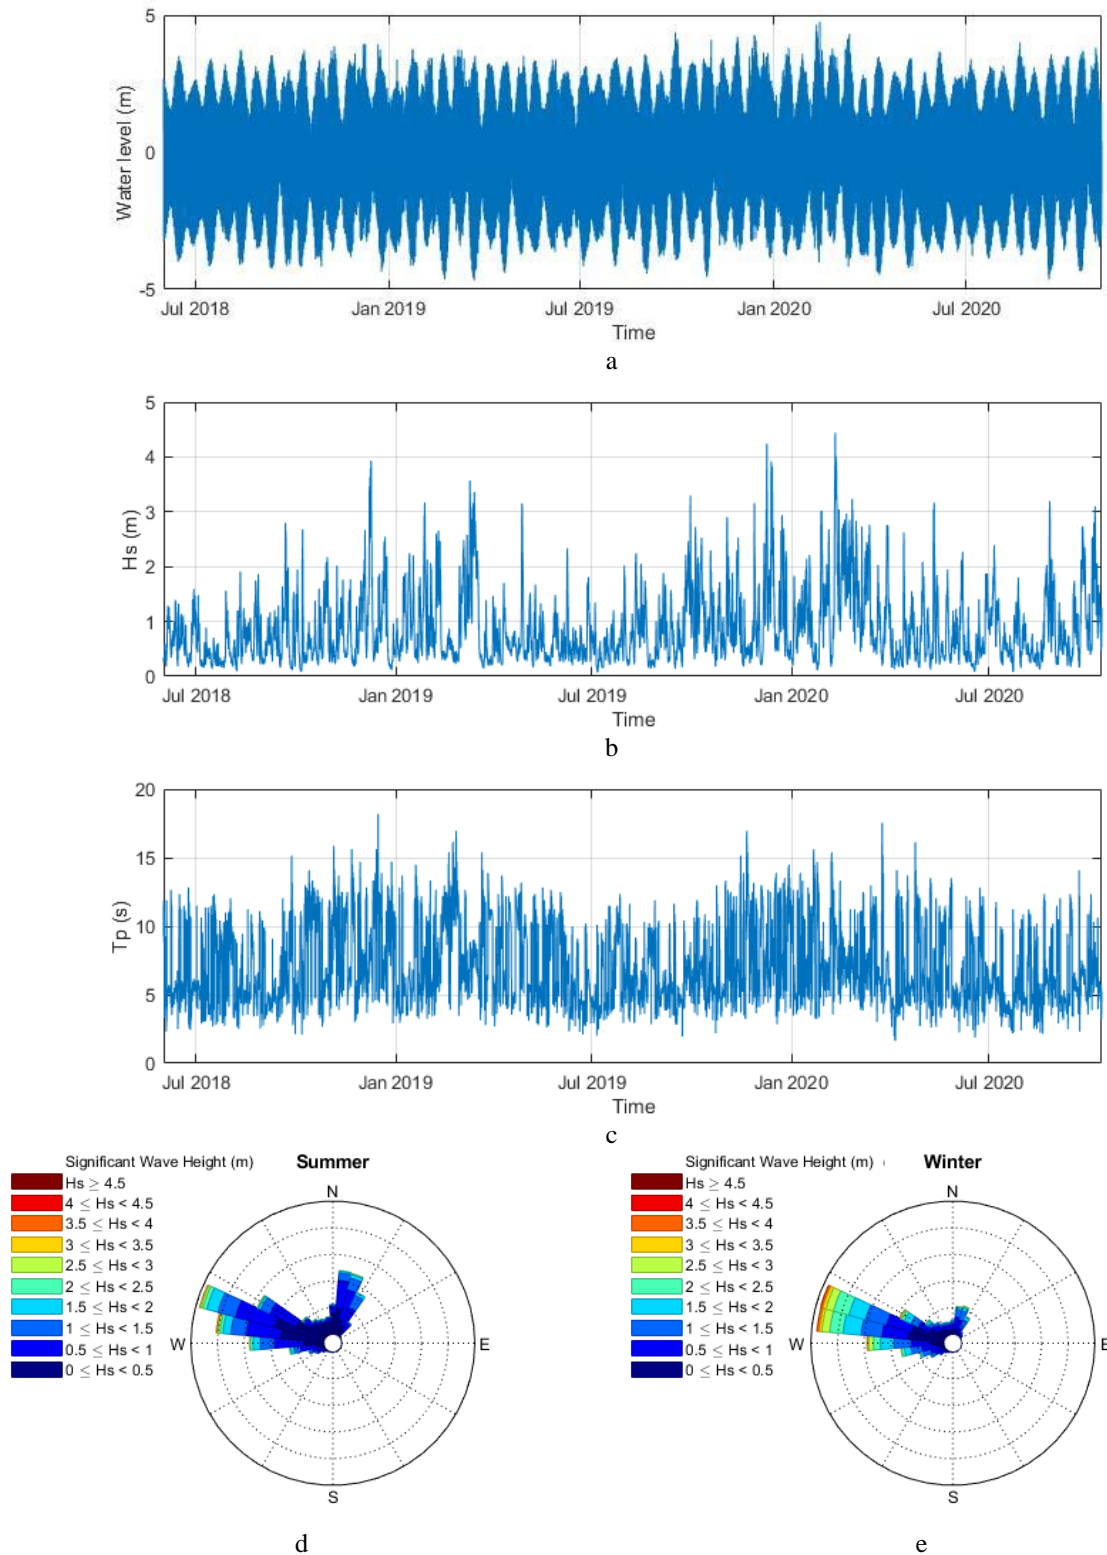 5
0
-5
Water level (m)
Jul 2018 Jan 2019 Jul 2019 Jan 2020 Jul 2020
Time
a
5
4
3
2
1
0
Hs (m)
Jul 2018 Jan 2019 Jul 2019 Jan 2020 Jul 2020
Time
b
20
15
10
5
0
Tp (s)
Jul 2018 Jan 2019 Jul 2019 Jan 2020 Jul 2020
Time
c
Significant Wave Height (m)
Hs ≥ 4.5
4 ≤ Hs < 4.5
3.5 ≤ Hs < 4
3 ≤ Hs < 3.5
2.5 ≤ Hs < 3
2 ≤ Hs < 2.5
1.5 ≤ Hs < 2
1 ≤ Hs < 1.5
0.5 ≤ Hs < 1
0 ≤ Hs < 0.5
Summer
N
W E
S
d
Significant Wave Height (m)
Hs ≥ 4.5
4 ≤ Hs < 4.5
3.5 ≤ Hs < 4
3 ≤ Hs < 3.5
2.5 ≤ Hs < 3
2 ≤ Hs < 2.5
1.5 ≤ Hs < 2
1 ≤ Hs < 1.5
0.5 ≤ Hs < 1
0 ≤ Hs < 0.5
Winter
N
W E
S
e